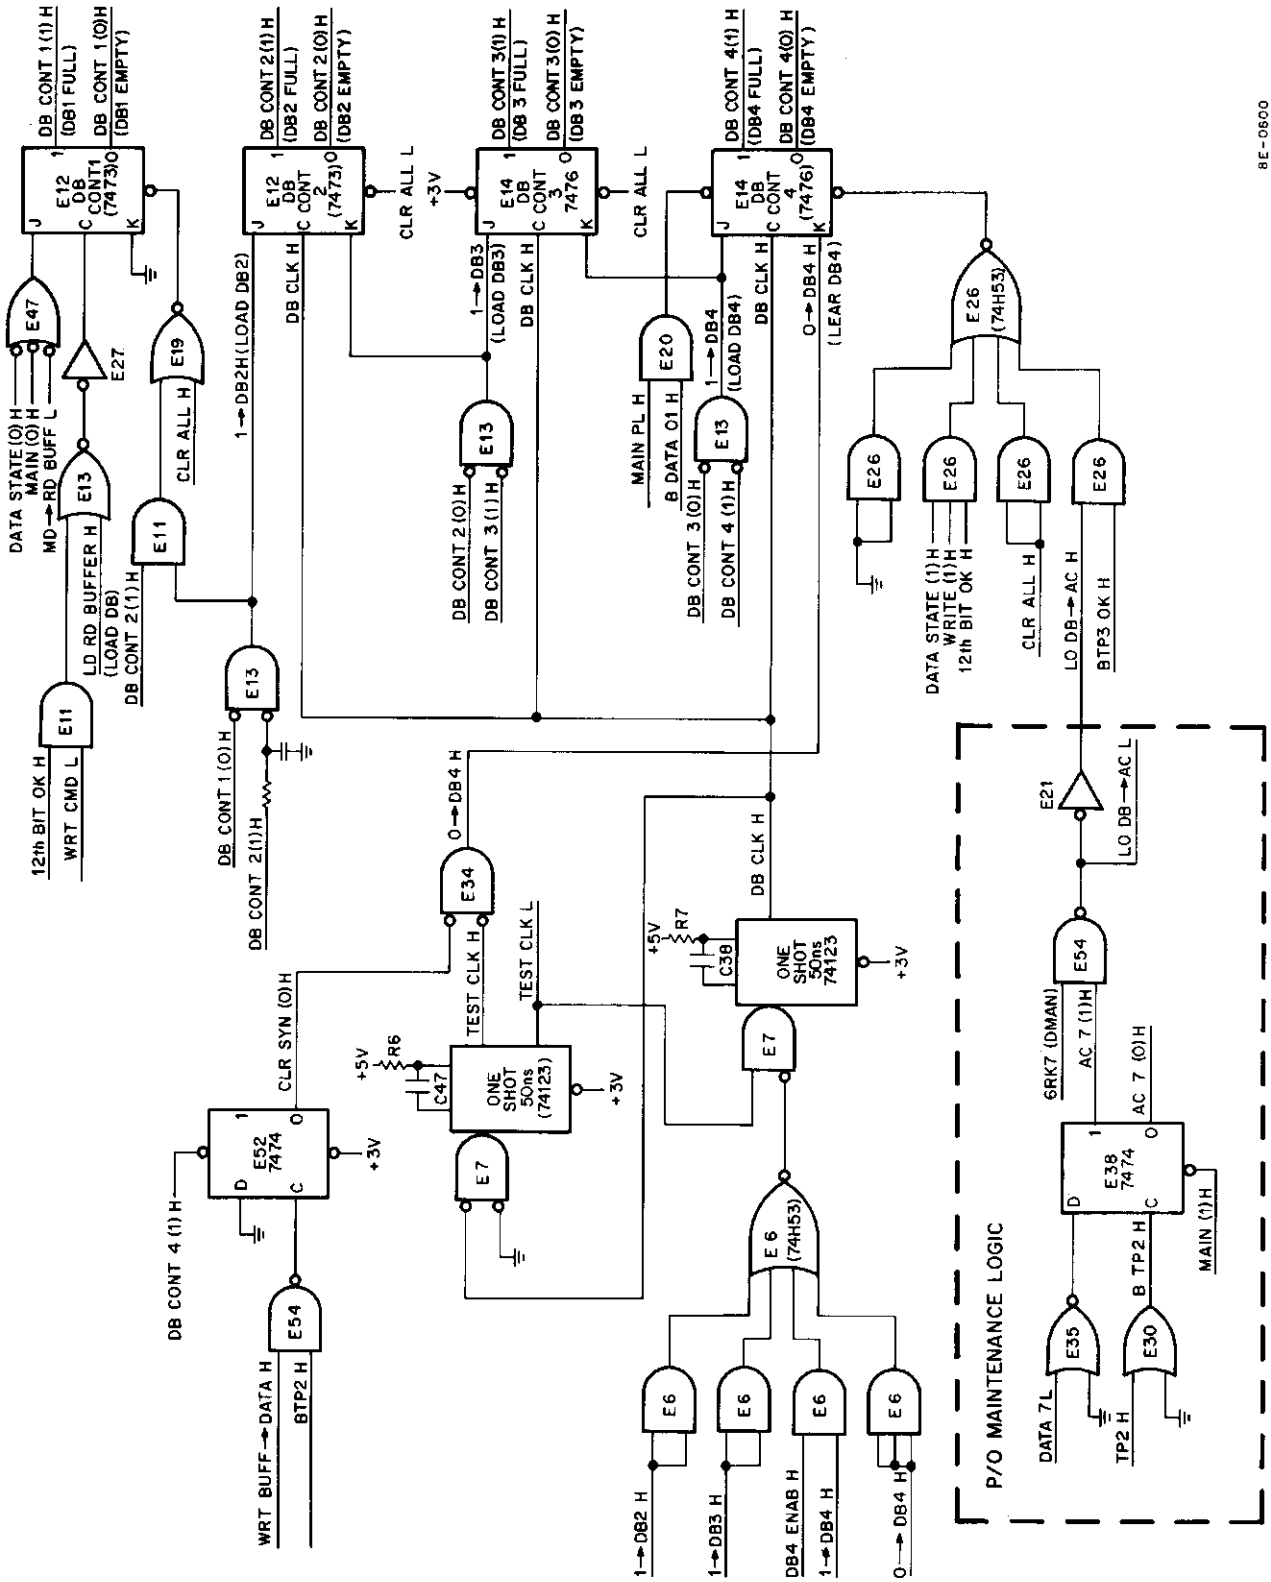 DB CONT 1(1) H
(DB1 FULL)
DB CONT 1(0)H
(DB1 EMPTY)
E12
DB
CONT1
(7473)
J
C
K
1
0
E47
DATA STATE(0)H
MAIN (0) H
MD→RD BUFF L
E27
E13
E19
LD RD BUFFER H
(LOAD DB)
CLR ALL H
E11
DB CONT 2(1) H
E11
12th BIT OK H
WRT CMD L
E13
DB CONT 1(0) H
DB CONT 2(1)H
1→DB2H(LOAD DB2)
DB CLK H
DB CONT 2(1) H
(DB2 FULL)
DB CONT 2(0) H
(DB2 EMPTY)
E12
DB
CONT
2
(7473)
J
C
K
1
0
CLR ALL L
+3V
1→DB3
(LOAD DB3)
DB CLK H
E13
DB CONT 2(0) H
DB CONT 3(1) H
DB CONT 3(1) H
(DB 3 FULL)
DB CONT 3(0) H
(DB3 EMPTY)
E14
DB
CONT
3
7476
J
C
K
1
0
CLR ALL L
E20
MAIN PL H
B DATA 01 H
1→DB4
(LOAD DB4)
E13
DB CONT 3(0) H
DB CONT 4(1) H
DB CLK H
0→DB4 H
(LEAR DB4)
DB CONT 4(1) H
(DB4 FULL)
DB CONT 4(0) H
(DB4 EMPTY)
E14
DB
CONT
4
(7476)
J
C
K
1
0
E26
(74H53)
E26
E26
E26
E26
DATA STATE (1) H
WRITE (1) H
12th BIT OK H
CLR ALL H
LO DB→AC H
BTP3 OK H
0→DB4 H
E34
CLR SYN (0) H
TEST CLK H
TEST CLK L
+5V
R6
C47
ONE
SHOT
50ns
(74123)
+3V
E7
DB CONT 4 (1) H
E52
7474
D
C
1
0
+3V
E54
WRT BUFF→DATA H
BTP2 H
DB CLK H
+5V
R7
C38
ONE
SHOT
50ns
74123
+3V
E7
E6
(74H53)
E6
E6
E6
E6
1→DB2 H
1→DB3 H
DB4 ENAB H
1→DB4 H
0→DB4 H
P/O MAINTENANCE LOGIC
E21
LO DB→AC L
E54
6RK7 (DMAN)
AC 7 (1)H
AC 7 (0)H
E38
7474
D
C
1
0
MAIN (1) H
B TP2 H
E35
E30
DATA 7L
TP2 H
8E-0600